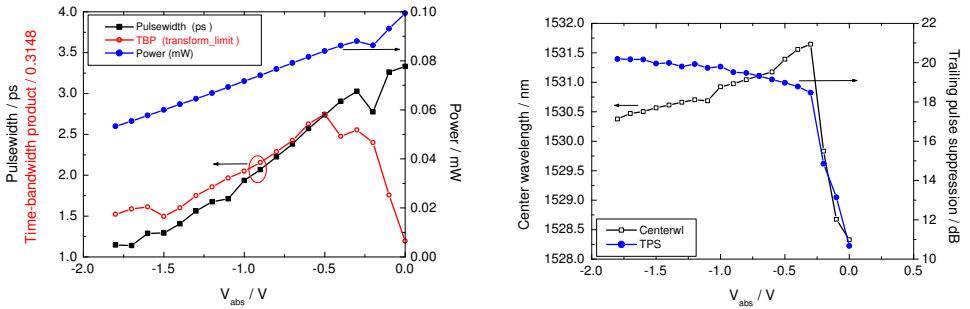 4.0
3.5
3.0
2.5
2.0
1.5
1.0
Pulsewidth / ps
Time-bandwidth product / 0.3148
Pulsewidth (ps)
TBP (transform_limit)
Power (mW)
0.10
0.08
0.06
0.04
0.02
0.00
Power / mW
-2.0 -1.5 -1.0 -0.5 0.0
V_abs / V
1532.0
1531.5
1531.0
1530.5
1530.0
1529.5
1529.0
1528.5
1528.0
Center wavelength / nm
Centerwl
TPS
22
20
18
16
14
12
10
Trailing pulse suppression / dB
-2.0 -1.5 -1.0 -0.5 0.0 0.5
V_abs / V